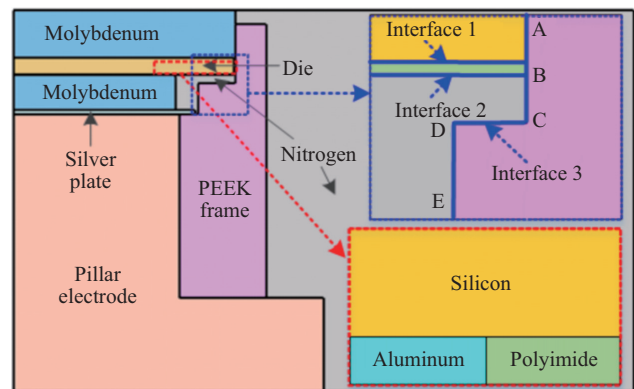 Molybdenum
Die
Molybdenum
Silver
plate
Nitrogen
PEEK
frame
Pillar
electrode
A
Interface 1
B
Interface 2
D
C
Interface 3
E
Silicon
Aluminum
Polyimide